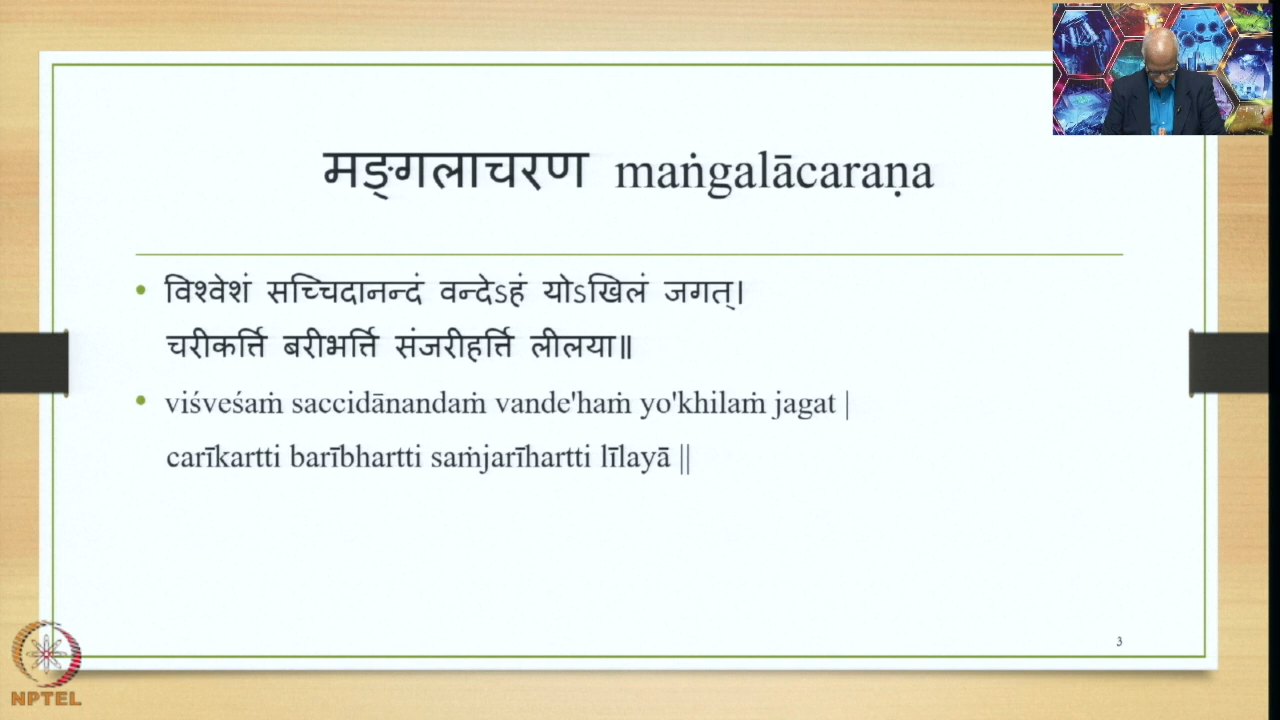 मङ्गलाचरण maṅgalācaraṇa
• विश्वेशं सच्चिदानन्दं वन्देऽहं योऽखिलं जगत्।
चरीकर्त्ति बरीभर्त्ति संजरीहर्त्ति लीलया॥
• viśveśaṁ saccidānandaṁ vande'haṁ yo'khilaṁ jagat |
carīkartti barībhartti saṁjarīhartti līlayā ||
3
NPTEL